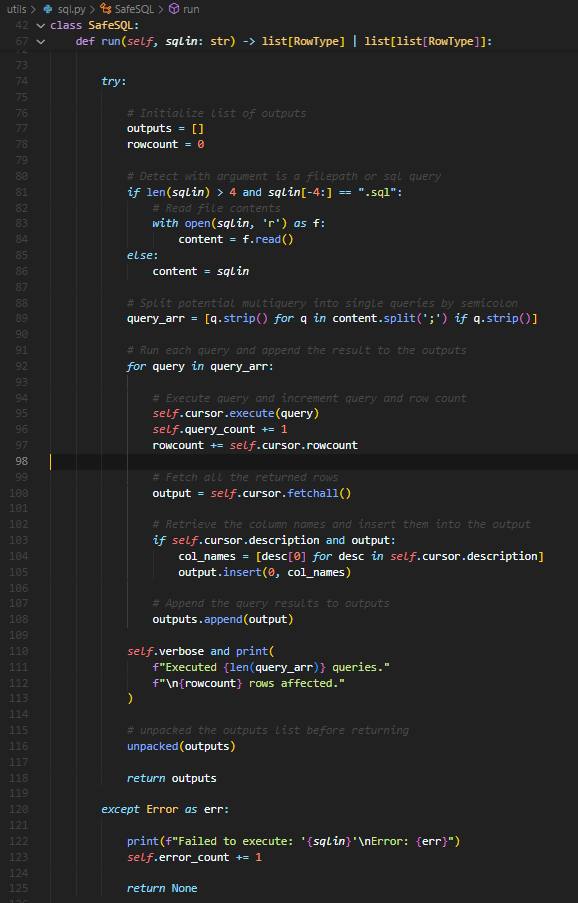 utils > sql.py > SafeSQL > run
42 class SafeSQL:
67 def run(self, sqlin: str) -> list[RowType] | list[list[RowType]]:
73
74 try:
75
76 # Initialize list of outputs
77 outputs = []
78 rowcount = 0
79
80 # Detect with argument is a filepath or sql query
81 if len(sqlin) > 4 and sqlin[-4:] == ".sql":
82 # Read file contents
83 with open(sqlin, 'r') as f:
84 content = f.read()
85 else:
86 content = sqlin
87
88 # Split potential multiquery into single queries by semicolon
89 query_arr = [q.strip() for q in content.split(';') if q.strip()]
90
91 # Run each query and append the result to the outputs
92 for query in query_arr:
93
94 # Execute query and increment query and row count
95 self.cursor.execute(query)
96 self.query_count += 1
97 rowcount += self.cursor.rowcount
98
99 # Fetch all the returned rows
100 output = self.cursor.fetchall()
101
102 # Retrieve the column names and insert them into the output
103 if self.cursor.description and output:
104 col_names = [desc[0] for desc in self.cursor.description]
105 output.insert(0, col_names)
106
107 # Append the query results to outputs
108 outputs.append(output)
109
110 self.verbose and print(
111 f"Executed {len(query_arr)} queries."
112 f"\n{rowcount} rows affected."
113 )
114
115 # unpacked the outputs list before returning
116 unpacked(outputs)
117
118 return outputs
119
120 except Error as err:
121
122 print(f"Failed to execute: '{sqlin}'\nError: {err}")
123 self.error_count += 1
124
125 return None